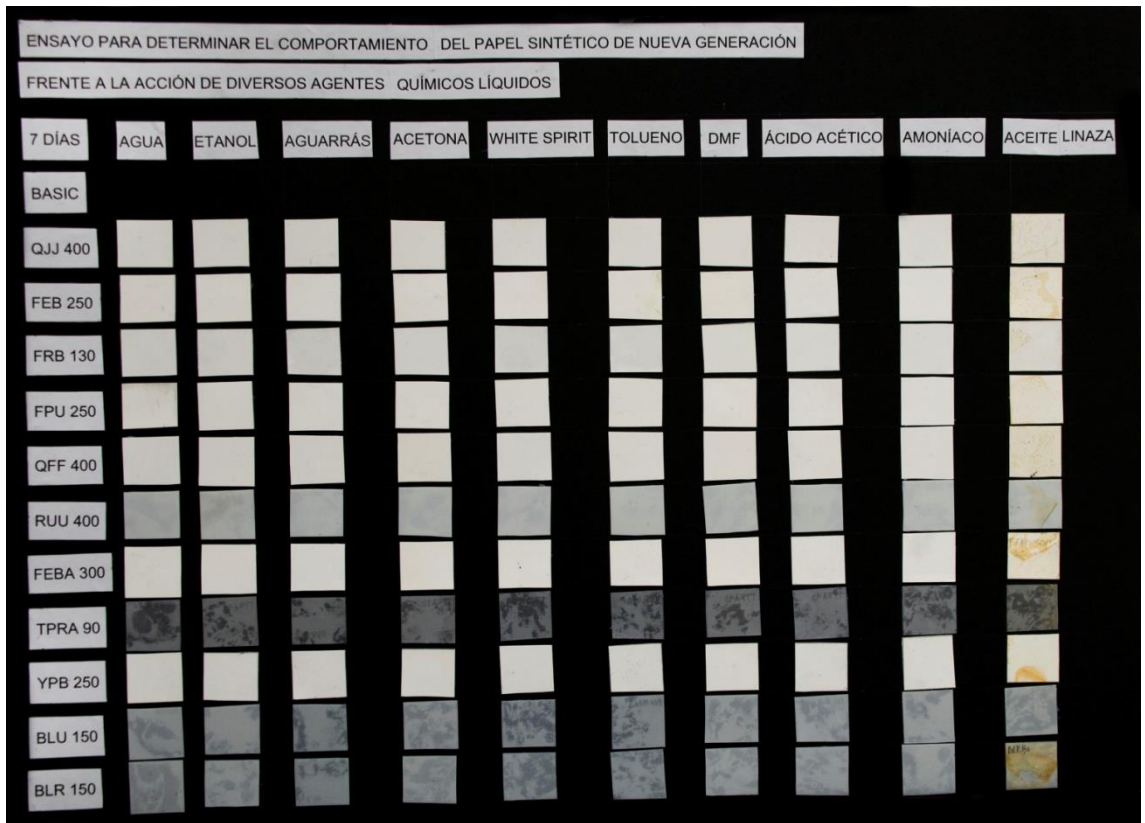 ENSAYO PARA DETERMINAR EL COMPORTAMIENTO DEL PAPEL SINTÉTICO DE NUEVA GENERACIÓN
FRENTE A LA ACCIÓN DE DIVERSOS AGENTES QUÍMICOS LÍQUIDOS
7 DÍAS AGUA ETANOL AGUARRÁS ACETONA WHITE SPIRIT TOLUENO DMF ÁCIDO ACÉTICO AMONÍACO ACEITE LINAZA
BASIC
QJJ 400
FEB 250
FRB 130
FPU 250
QFF 400
RUU 400
FEBA 300
TPRA 90
YPB 250
BLU 150
BLR 150